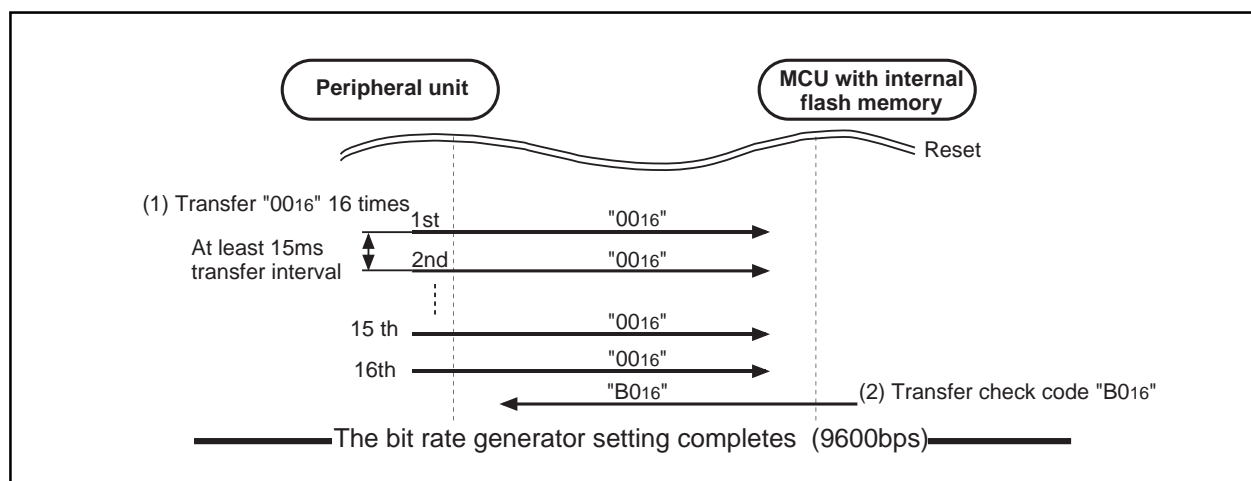 Peripheral unit
MCU with internal
flash memory
Reset
(1) Transfer "0016" 16 times
1st
"0016"
At least 15ms
transfer interval
2nd
"0016"
15 th
"0016"
16th
"0016"
"B016"
(2) Transfer check code "B016"
The bit rate generator setting completes (9600bps)